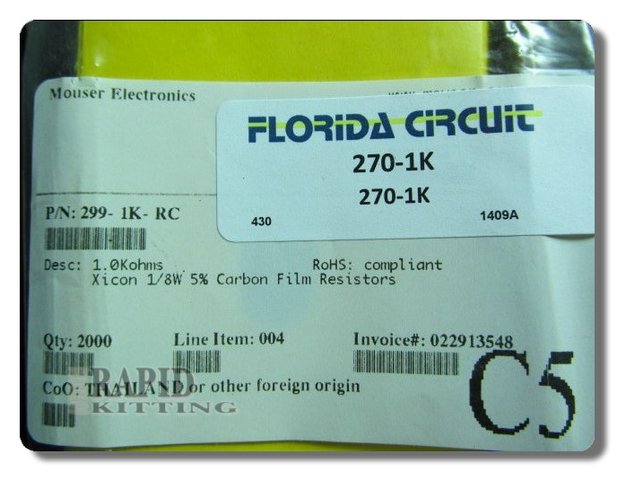 Mouser Electronics
FLORIDA CIRCUIT
270-1K
270-1K
430 1409A
P/N: 299- 1K- RC
Desc: 1.0Kohms RoHS: compliant
Xicon 1/8W 5% Carbon Film Resistors
Qty: 2000 Line Item: 004 Invoice#: 022913548
CoO: THAILAND or other foreign origin
C5
RAPID
KITTING